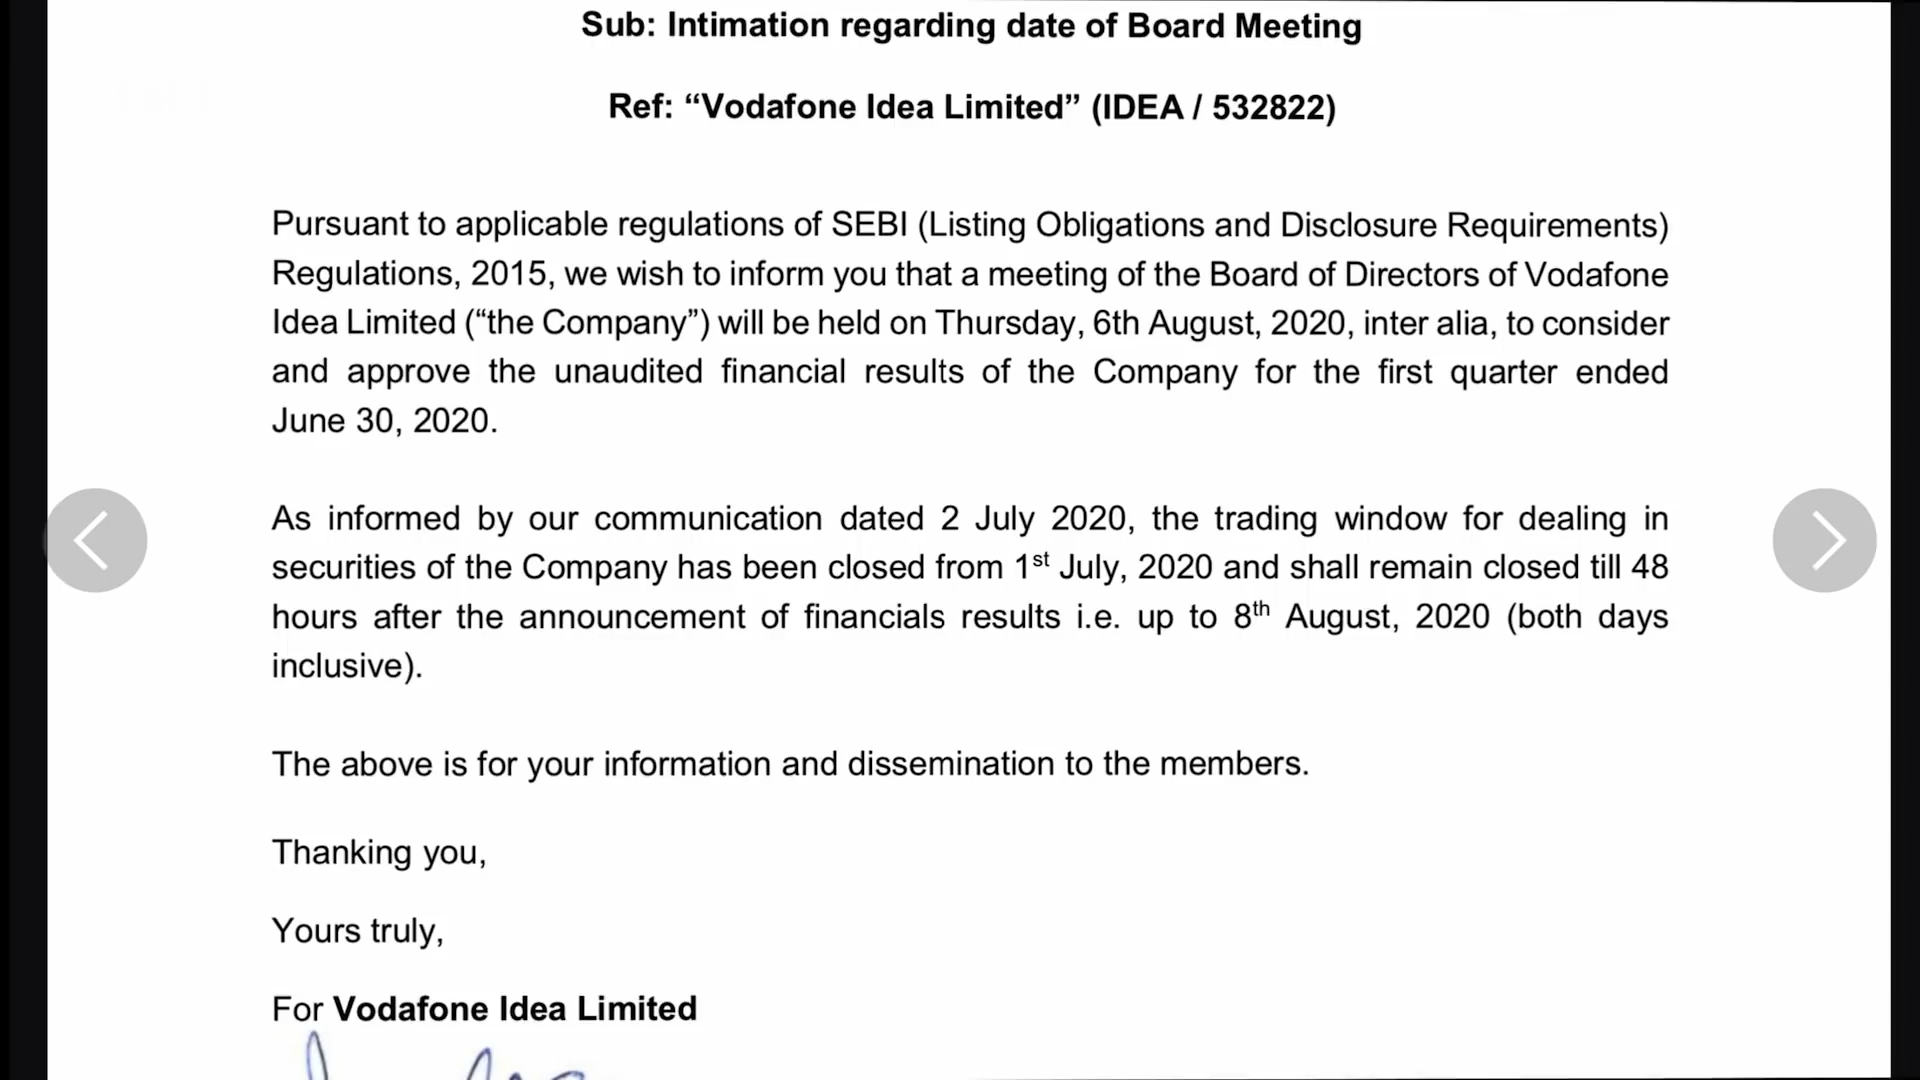 Sub: Intimation regarding date of Board Meeting
Ref: “Vodafone Idea Limited” (IDEA / 532822)
Pursuant to applicable regulations of SEBI (Listing Obligations and Disclosure Requirements)
Regulations, 2015, we wish to inform you that a meeting of the Board of Directors of Vodafone
Idea Limited (“the Company”) will be held on Thursday, 6th August, 2020, inter alia, to consider
and approve the unaudited financial results of the Company for the first quarter ended
June 30, 2020.
As informed by our communication dated 2 July 2020, the trading window for dealing in
securities of the Company has been closed from 1st July, 2020 and shall remain closed till 48
hours after the announcement of financials results i.e. up to 8th August, 2020 (both days
inclusive).
The above is for your information and dissemination to the members.
Thanking you,
Yours truly,
For Vodafone Idea Limited